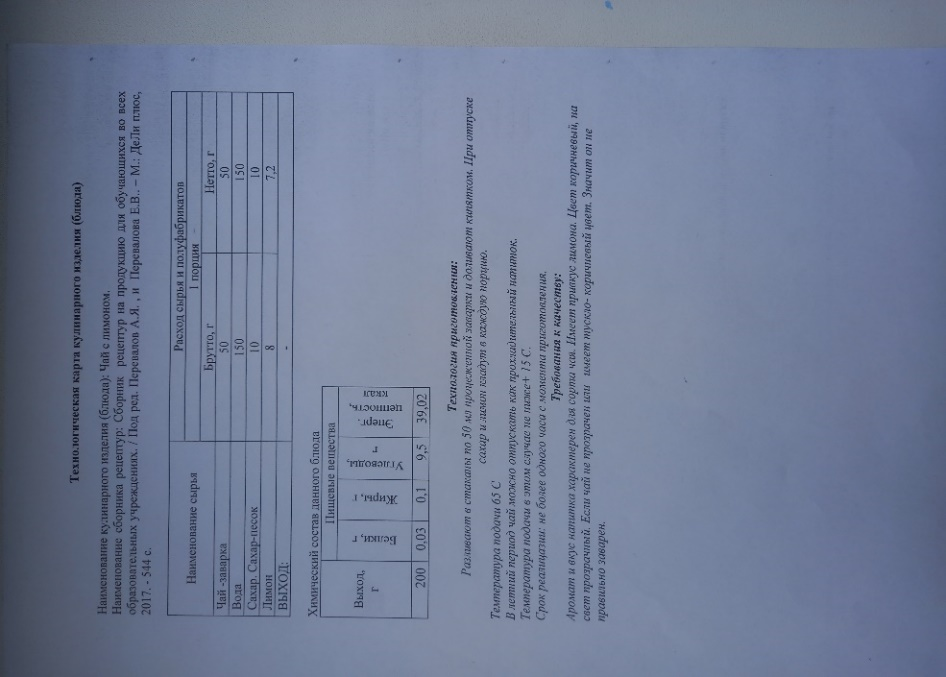 Технологическая карта кулинарного изделия (блюда)
Наименование кулинарного изделия (блюда): Чай с лимоном.
Наименование сборника рецептур: Сборник рецептур на продукцию для обучающихся во всех
образовательных учреждениях. / Под ред. Перевалов А.Я. , и Перевалова Е.В.. – М.: ДеЛи плюс,
2017. - 544 с.
Наименование сырья Расход сырья и полуфабрикатов
1 порция
Брутто, г Нетто, г
Чай -заварка 50 50
Вода 150 150
Сахар. Сахар-песок 10 10
Лимон 8 7,2
ВЫХОД: -
Химический состав данного блюда
Выход, г Пищевые вещества
Белки, г Жиры, г Углеводы, г Энерг. ценность, ккал
200 0,03 0,1 9,5 39,02
Технология приготовления:
Разливают в стаканы по 50 мл процеженной заварки и доливают кипятком. При отпуске
сахар и лимон кладут в каждую порцию.
Температура подачи 65 С
В летний период чай можно отпускать как прохладительный напиток.
Температура подачи в этим случае не ниже+ 15 С.
Срок реализации: не более одного часа с момента приготовления.
Требования к качеству:
Аромат и вкус напитка характерен для сорта чая. Имеет привкус лимона. Цвет коричневый, на
свет прозрачный. Если чай не прозрачен или имеет тускло- коричневый цвет. Значит он не
правильно заварен.